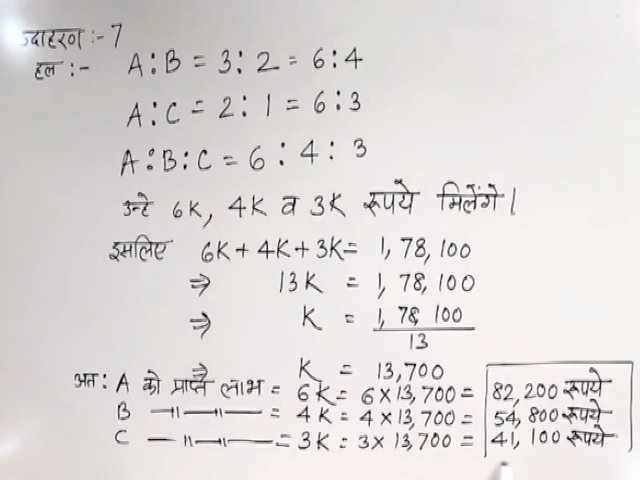 उदाहरण :- 7
हल :- A : B = 3 : 2 = 6 : 4
A : C = 2 : 1 = 6 : 3
A : B : C = 6 : 4 : 3
उन्हे 6K, 4K व 3K रूपये मिलेंगे।
इसलिए 6K + 4K + 3K = 1,78,100
⇒ 13K = 1,78,100
⇒ K = 1,78,100 / 13
⇒ K = 13,700
अत: A को प्राप्त लाभ = 6K = 6 × 13,700 = 82,200 रूपये
B —॥—॥— = 4K = 4 × 13,700 = 54,800 रूपये
C —॥—॥— = 3K = 3 × 13,700 = 41,100 रूपये